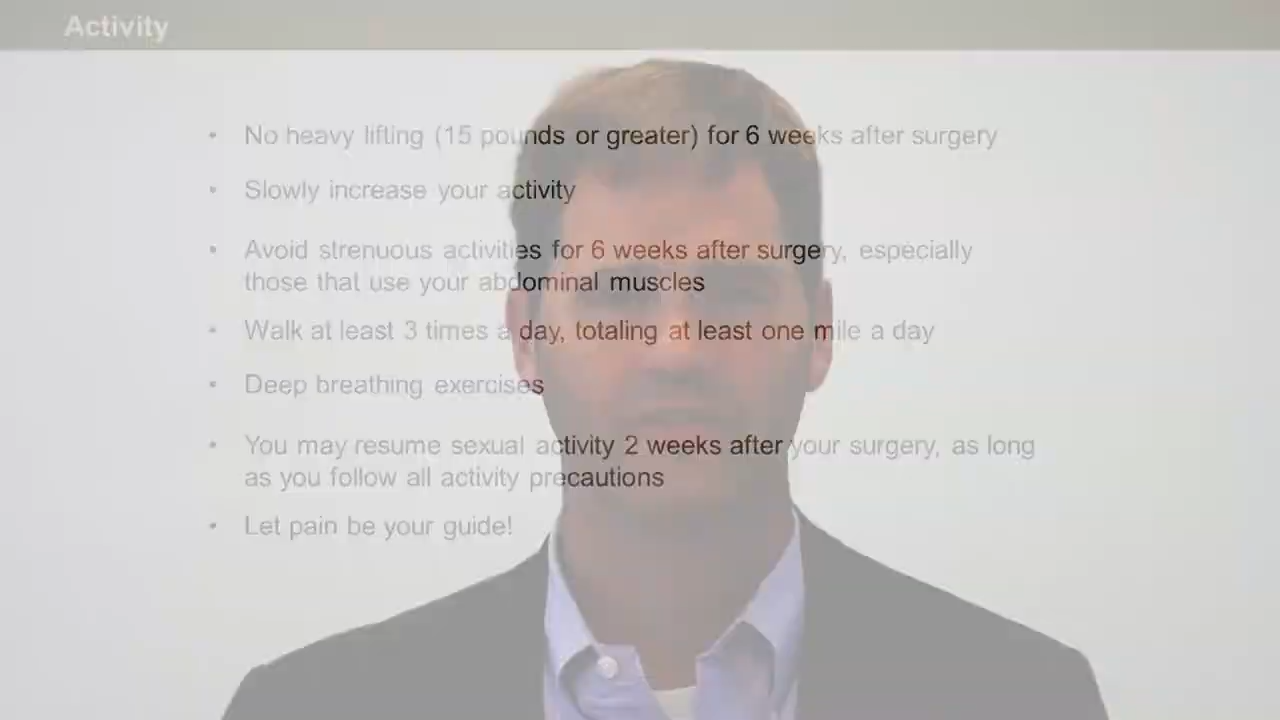 Activity
• No heavy lifting (15 pounds or greater) for 6 weeks after surgery
• Slowly increase your activity
• Avoid strenuous activities for 6 weeks after surgery, especially
those that use your abdominal muscles
• Walk at least 3 times a day, totaling at least one mile a day
• Deep breathing exercises
• You may resume sexual activity 2 weeks after your surgery, as long
as you follow all activity precautions
• Let pain be your guide!